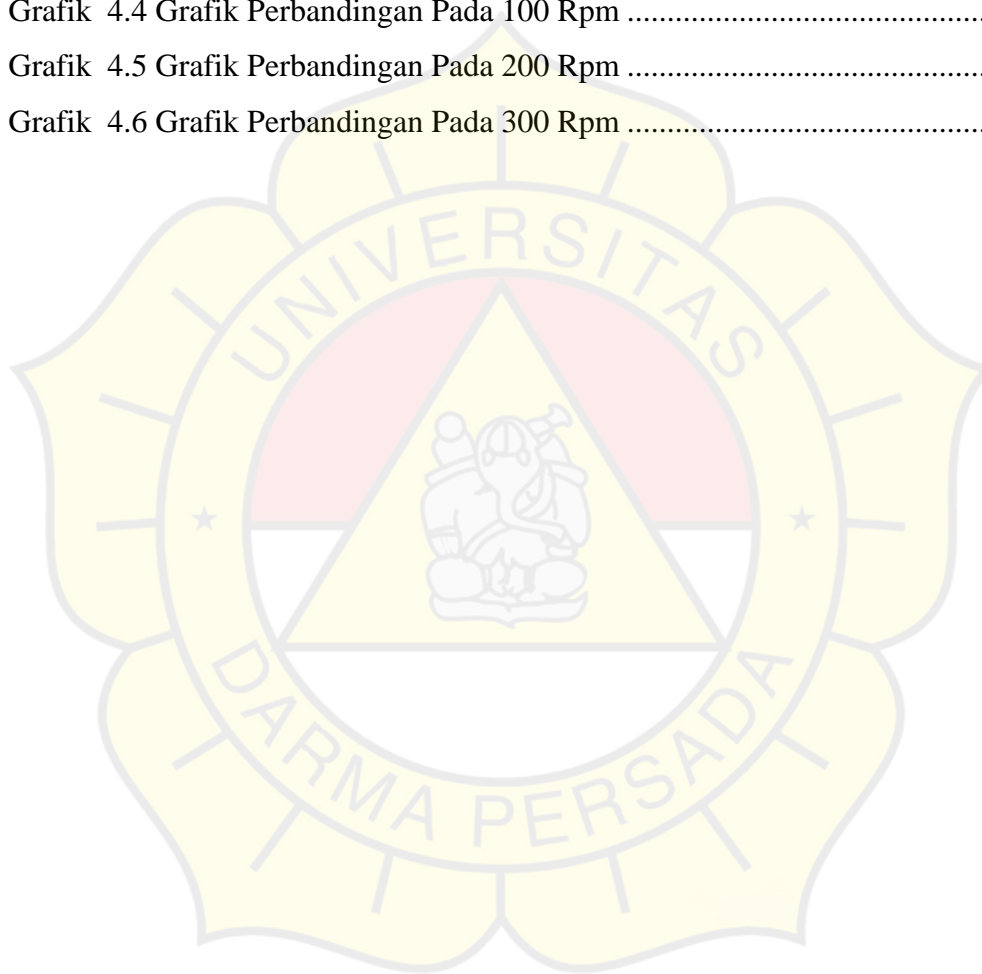 Grafik 4.4 Grafik Perbandingan Pada 100 Rpm ..........................................
Grafik 4.5 Grafik Perbandingan Pada 200 Rpm ..........................................
Grafik 4.6 Grafik Perbandingan Pada 300 Rpm ..........................................
UNIVERSITAS
DARMA PERSADA